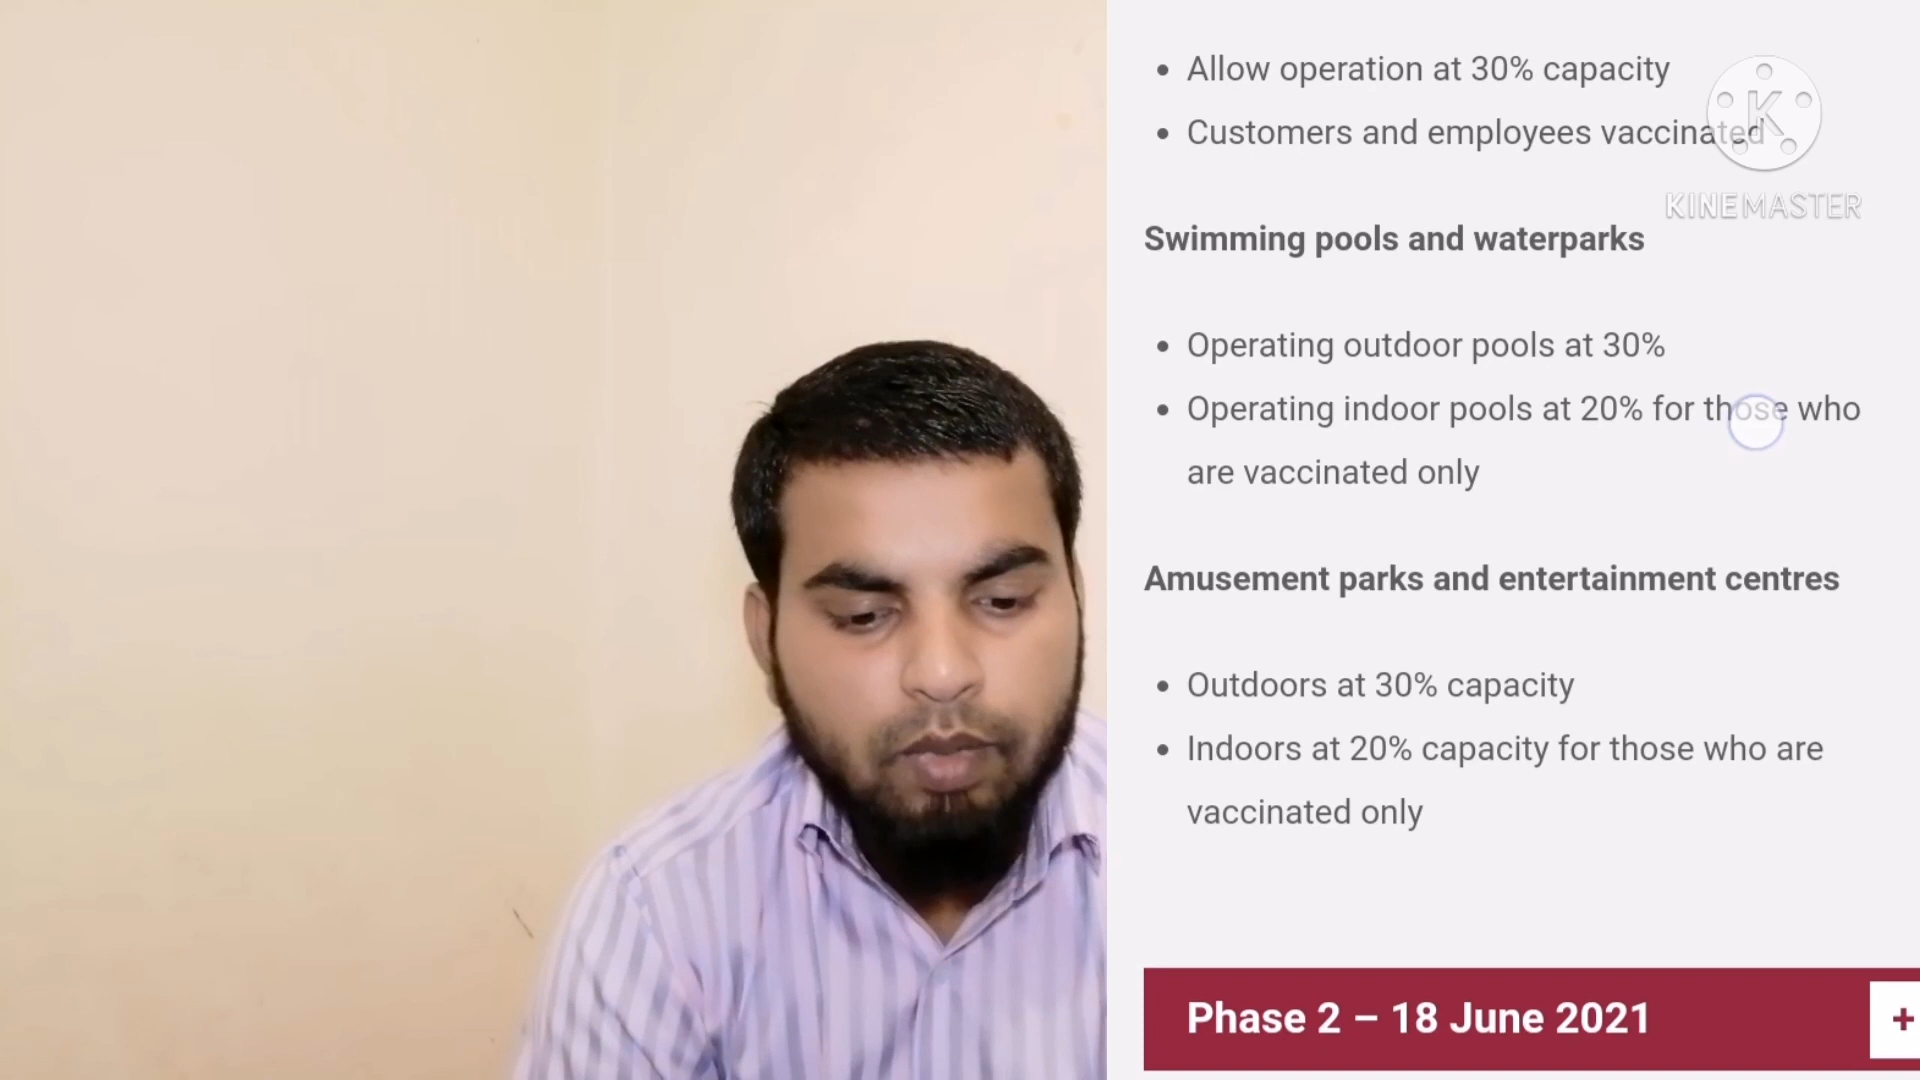 Allow operation at 30% capacity
Customers and employees vaccinated
K
KINEMASTER
Swimming pools and waterparks
Operating outdoor pools at 30%
Operating indoor pools at 20% for those who
are vaccinated only
Amusement parks and entertainment centres
Outdoors at 30% capacity
Indoors at 20% capacity for those who are
vaccinated only
Phase 2 – 18 June 2021 +